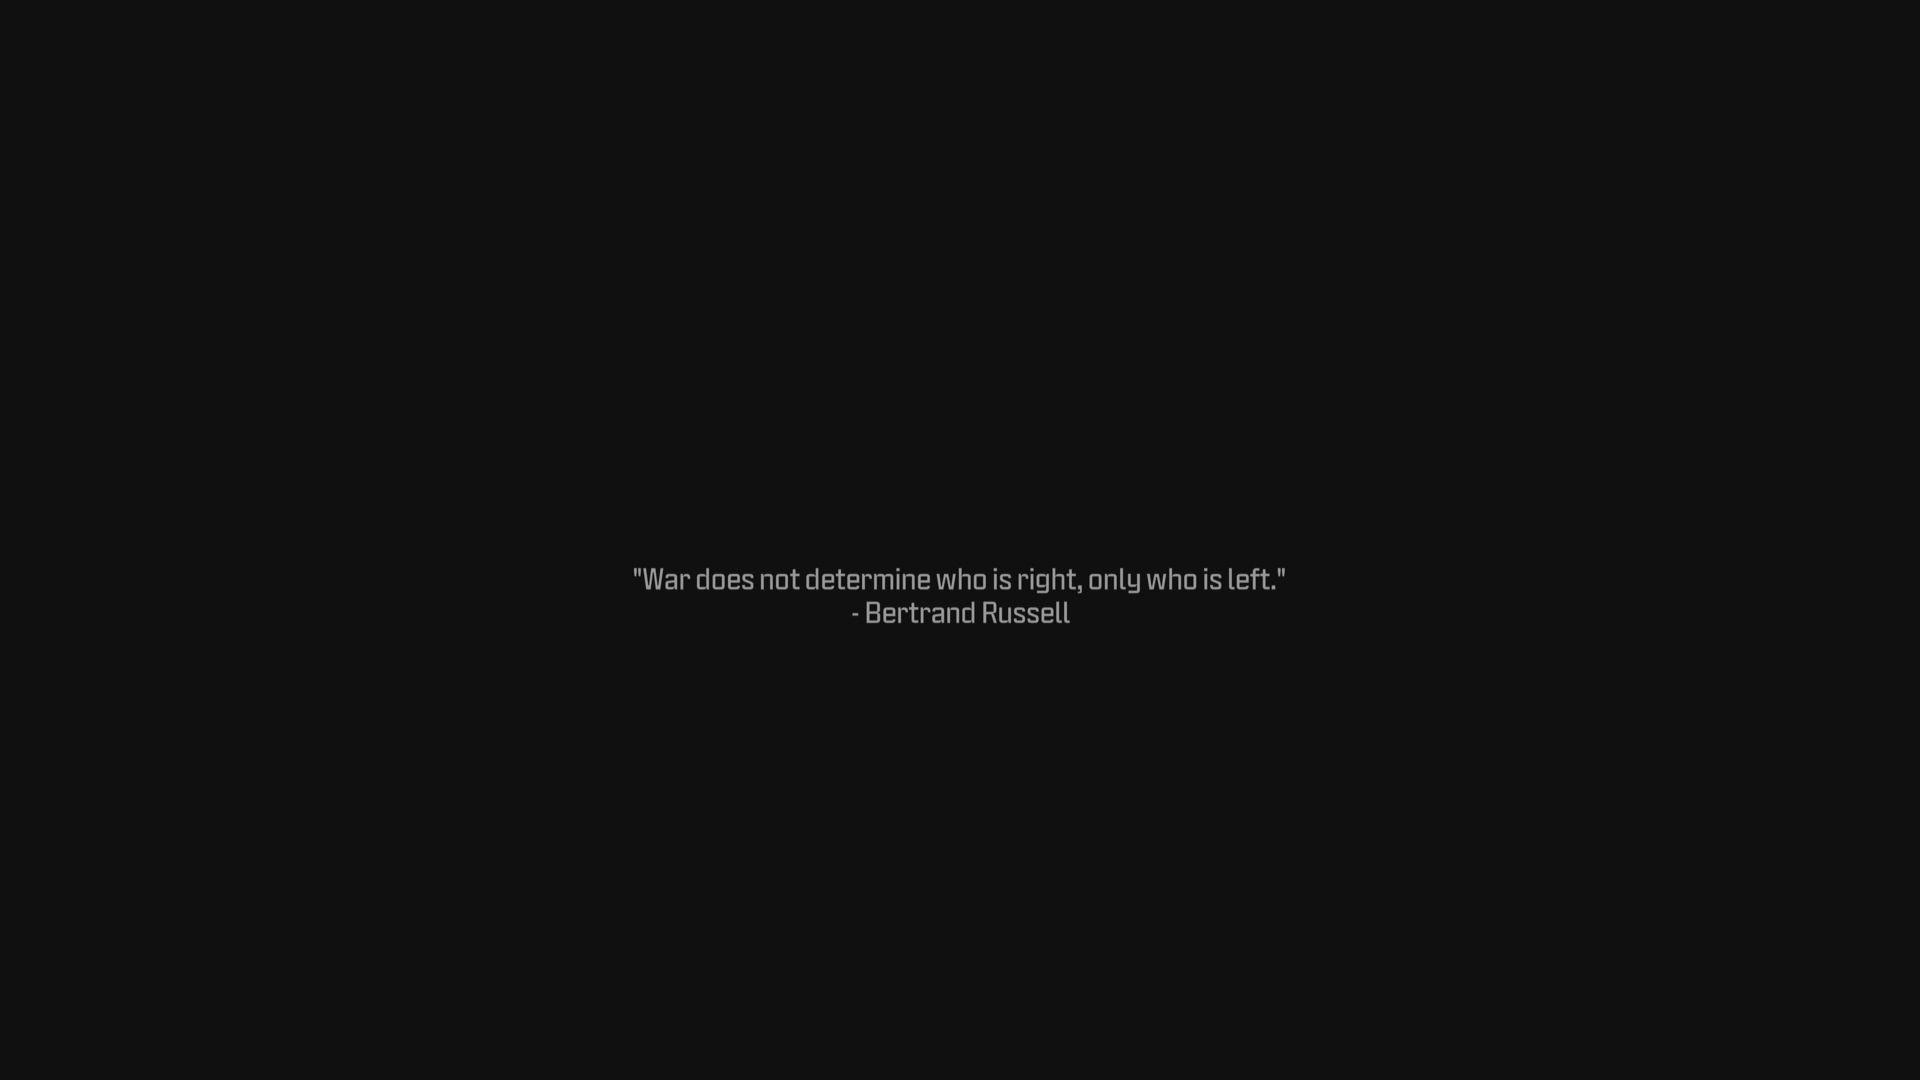 "War does not determine who is right, only who is left."
- Bertrand Russell